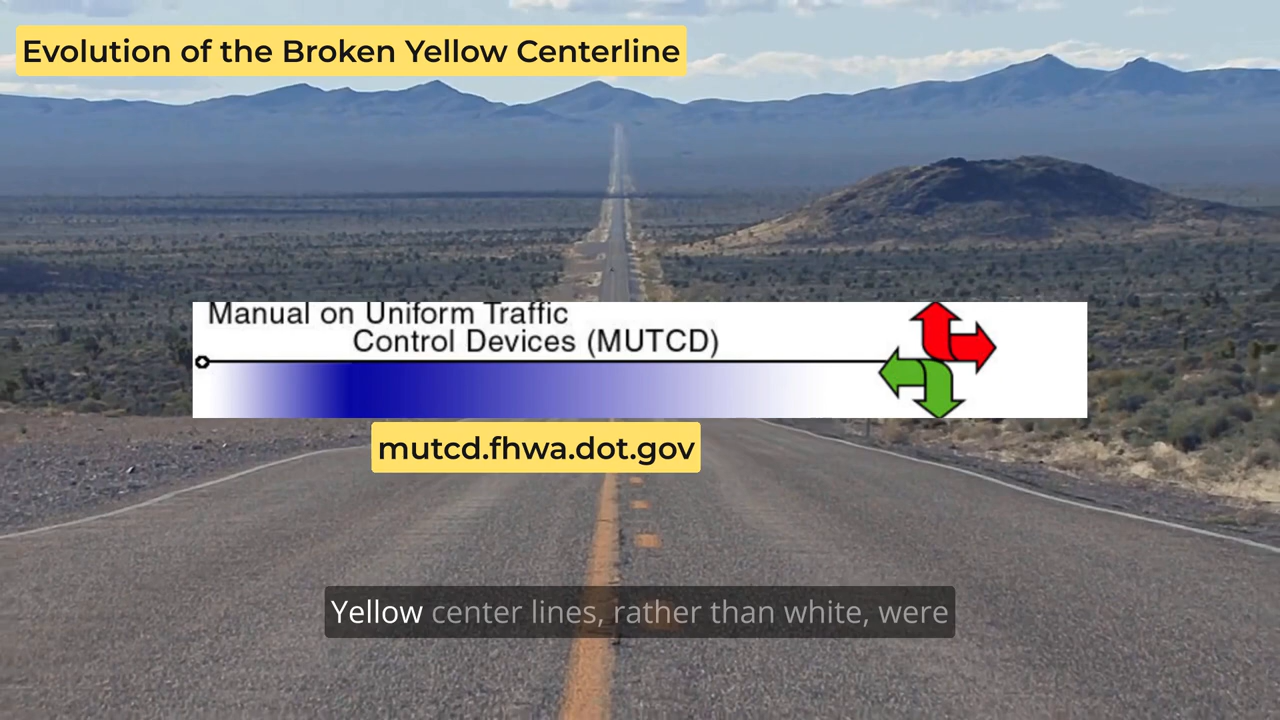 Evolution of the Broken Yellow Centerline
Manual on Uniform Traffic
Control Devices (MUTCD)
mutcd.fhwa.dot.gov
Yellow center lines, rather than white, were